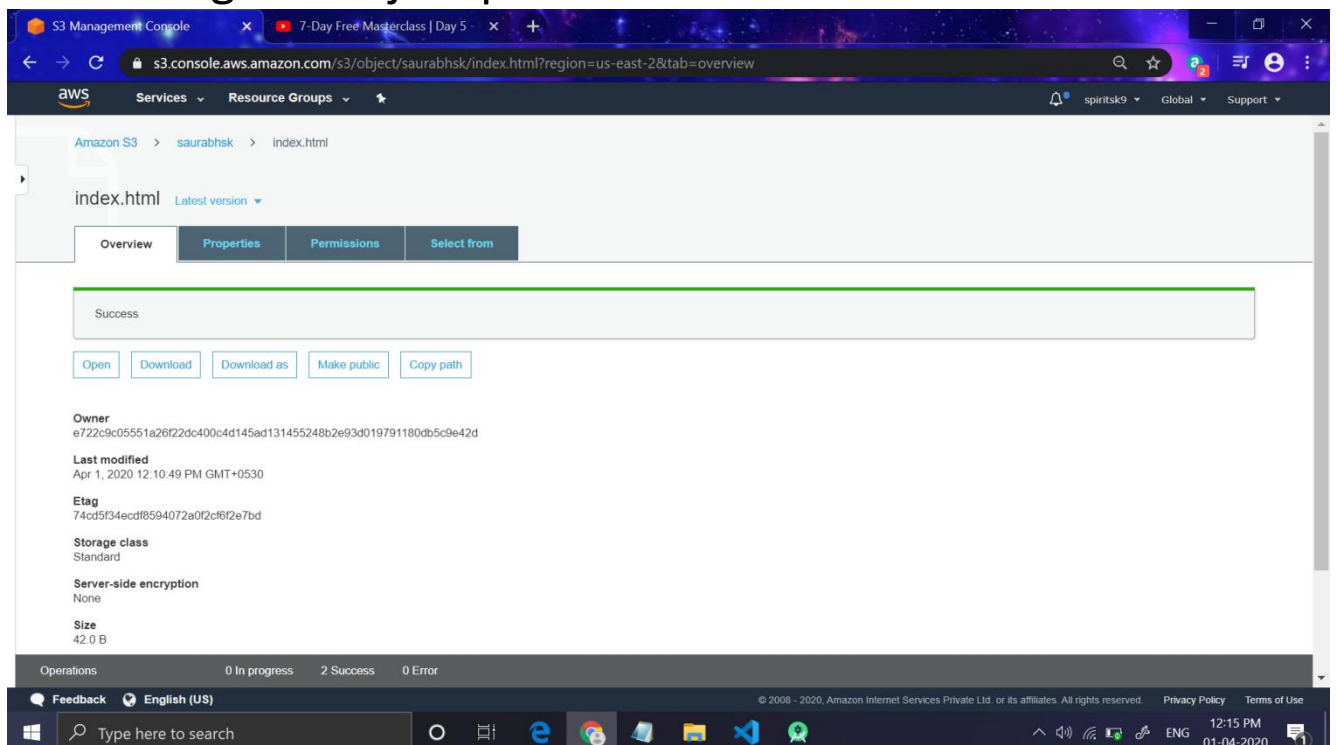 S3 Management Console
7-Day Free Masterclass | Day 5
s3.console.aws.amazon.com/s3/object/saurabhsk/index.html?region=us-east-2&tab=overview
aws Services Resource Groups spiritsk9 Global Support
Amazon S3 > saurabhsk > index.html
index.html Latest version
Overview Properties Permissions Select from
Success
Open Download Download as Make public Copy path
Owner
e722c9c05551a26f22dc400c4d145ad131455248b2e93d019791180db5c9e42d
Last modified
Apr 1, 2020 12:10:49 PM GMT+0530
Etag
74cd5f34ecdf8594072a0f2cf6f2e7bd
Storage class
Standard
Server-side encryption
None
Size
42.0 B
Operations 0 In progress 2 Success 0 Error
Feedback English (US) © 2008 - 2020, Amazon Internet Services Private Ltd. or its affiliates. All rights reserved. Privacy Policy Terms of Use
Type here to search ENG 12:15 PM
01-04-2020